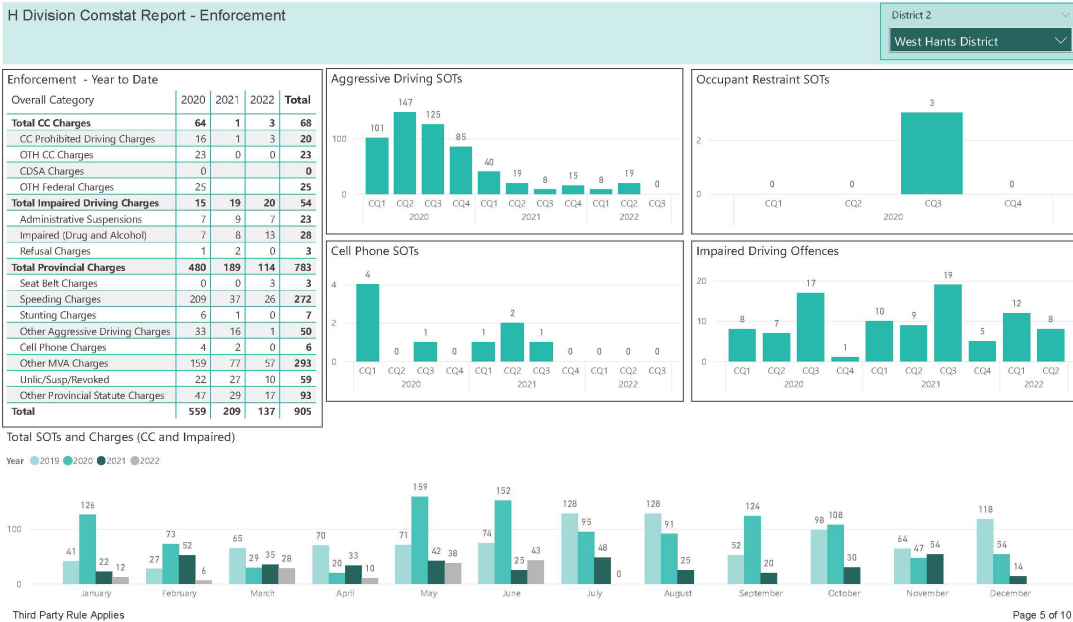 H Division Comstat Report - Enforcement
District 2
West Hants District
Enforcement - Year to Date
Overall Category 2020 2021 2022 Total
Total CC Charges 64 1 3 68
CC Prohibited Driving Charges 16 1 3 20
OTH CC Charges 23 0 0 23
CDSA Charges 0 0
OTH Federal Charges 25 25
Total Impaired Driving Charges 15 19 20 54
Administrative Suspensions 7 9 7 23
Impaired (Drug and Alcohol) 7 8 13 28
Refusal Charges 1 2 0 3
Total Provincial Charges 480 189 114 783
Seat Belt Charges 0 0 3 3
Speeding Charges 209 37 26 272
Stunting Charges 6 1 0 7
Other Aggressive Driving Charges 33 16 1 50
Cell Phone Charges 4 2 0 6
Other MVA Charges 159 77 57 293
Unlic/Susp/Revoked 22 27 10 59
Other Provincial Statute Charges 47 29 17 93
Total 559 209 137 905
Aggressive Driving SOTs
100
0
101 147 125 85 40 19 8 15 8 19 0
CQ1 CQ2 CQ3 CQ4 CQ1 CQ2 CQ3 CQ4 CQ1 CQ2 CQ3
2020 2021 2022
Occupant Restraint SOTs
2
0
0 0 3 0
CQ1 CQ2 CQ3 CQ4
2020
Cell Phone SOTs
4
2
0
4 0 1 0 1 2 1 0 0 0 0
CQ1 CQ2 CQ3 CQ4 CQ1 CQ2 CQ3 CQ4 CQ1 CQ2 CQ3
2020 2021 2022
Impaired Driving Offences
20
10
0
8 7 17 1 10 9 19 5 12 8
CQ1 CQ2 CQ3 CQ4 CQ1 CQ2 CQ3 CQ4 CQ1 CQ2
2020 2021 2022
Total SOTs and Charges (CC and Impaired)
Year 2019 2020 2021 2022
100
0
41 126 22 12 27 73 52 6 65 29 35 28 70 20 33 10 71 159 42 38 74 152 25 43 128 95 48 0 128 91 25 52 124 20 98 108 30 64 47 54 118 54 14
January February March April May June July August September October November December
Third Party Rule Applies
Page 5 of 10